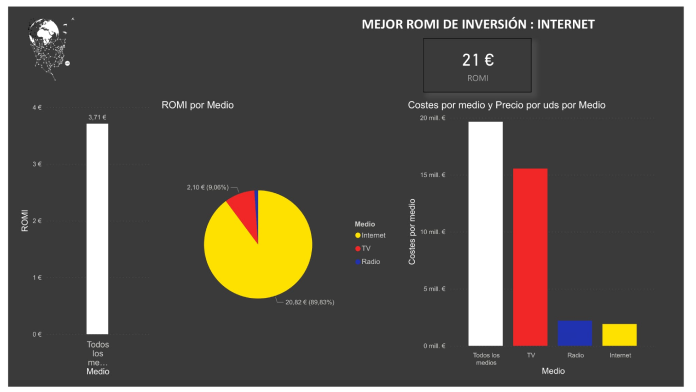 MEJOR ROMI DE INVERSIÓN : INTERNET
21 €
ROMI
ROMI por Medio
4 €
3 €
2 €
1 €
0 €
ROMI
3,71 €
Todos
los
me...
Medio
2,10 € (9,06%)
20,82 € (89,83%)
Medio
Internet
TV
Radio
Costes por medio y Precio por uds por Medio
20 mill. €
15 mill. €
10 mill. €
5 mill. €
0 mill. €
Costes por medio
Todos los
medios
TV
Radio
Internet
Medio